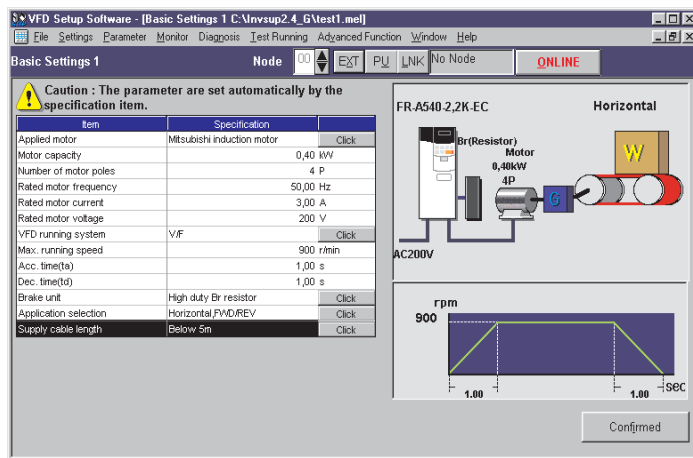 VFD Setup Software - [Basic Settings 1 C:\Invsup2.4_G\test1.mel]
File Settings Parameter Monitor Diagnosis Test Running Advanced Function Window Help
Basic Settings 1 Node 00 EXT PU LNK No Node ONLINE
Caution : The parameter are set automatically by the
specification item.
Item Specification
Applied motor Mitsubishi induction motor Click
Motor capacity 0,40 kW
Number of motor poles 4 P
Rated motor frequency 50,00 Hz
Rated motor current 3,00 A
Rated motor voltage 200 V
VFD running system V/F Click
Max. running speed 900 r/min
Acc. time(ta) 1,00 s
Dec. time(td) 1,00 s
Brake unit High duty Br resistor Click
Application selection Horizontal,FWD/REV Click
Supply cable length Below 5m Click
FR-A540-2,2K-EC Horizontal
Br(Resistor)
Motor
0,40kW
4P
G
W
AC200V
rpm
900
1.00 1.00 sec
Confirmed